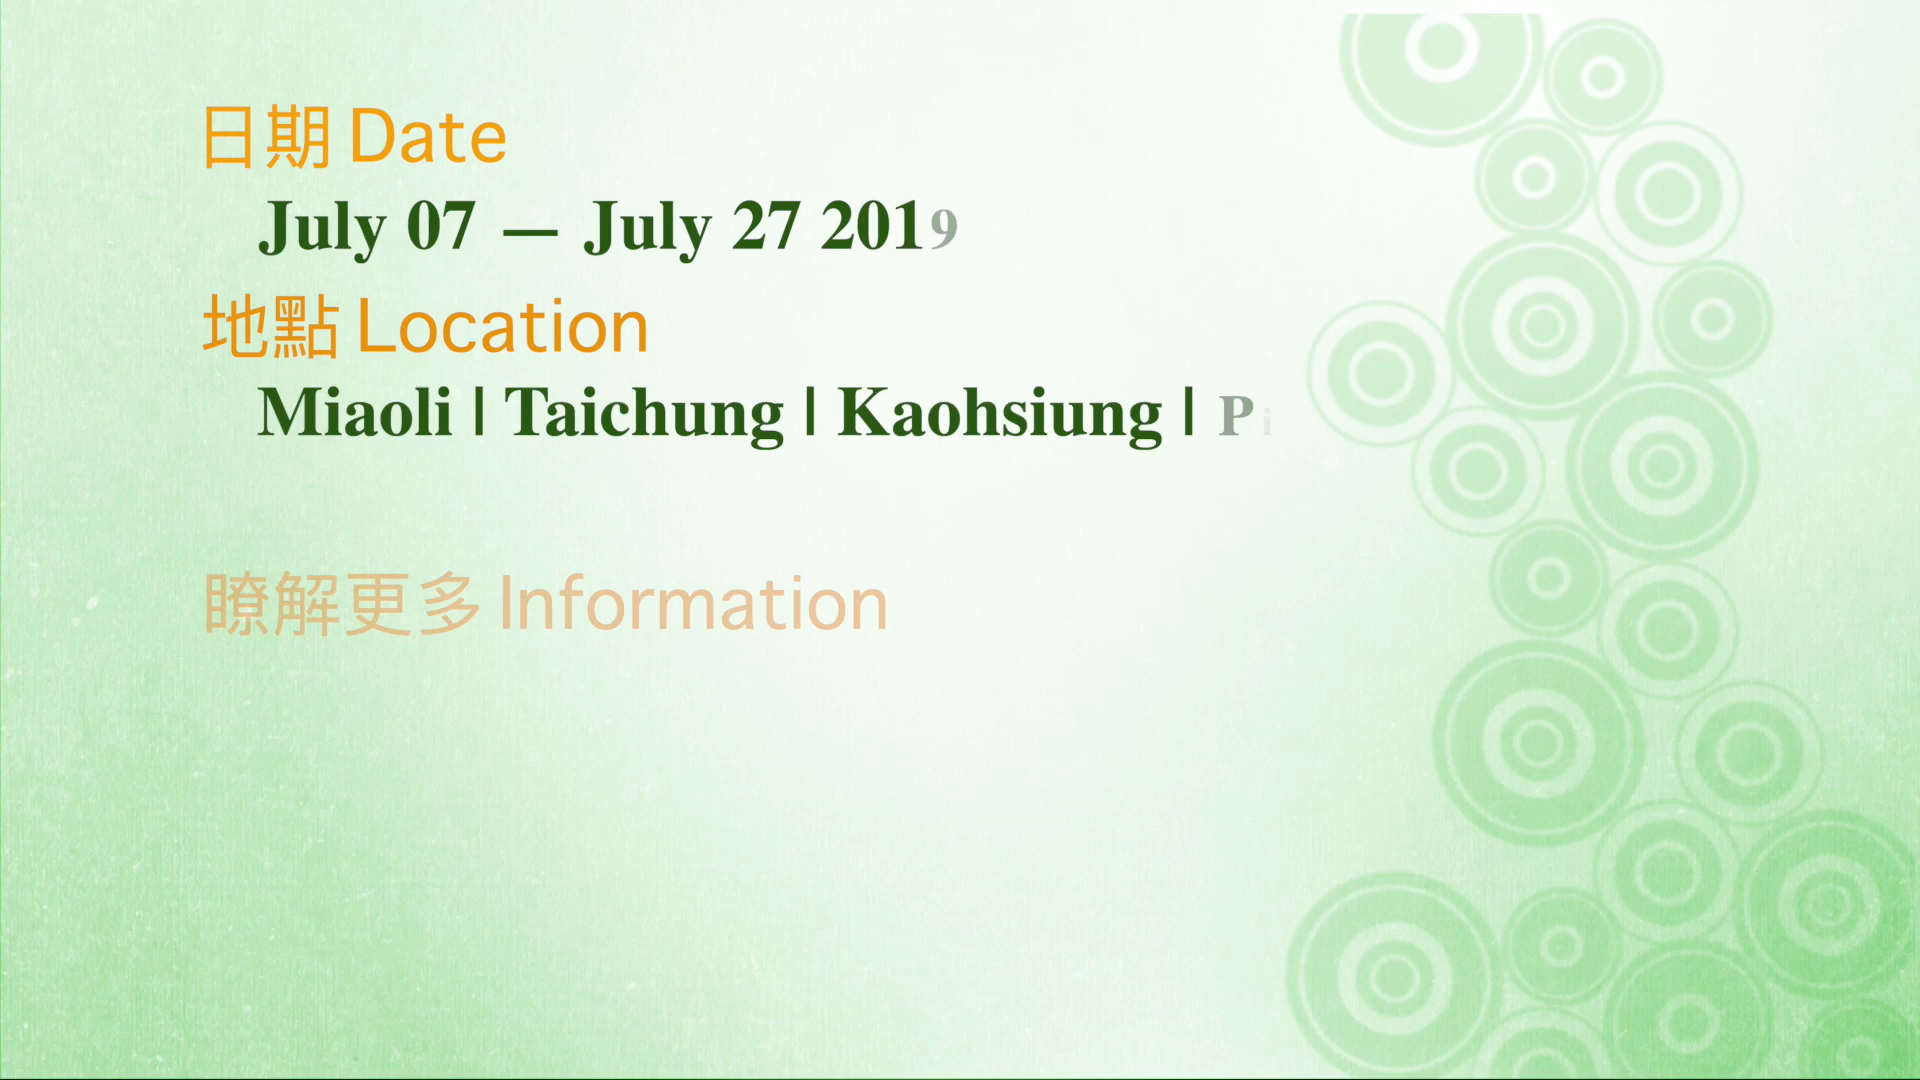 日期 Date
July 07 — July 27 2019
地點 Location
Miaoli | Taichung | Kaohsiung | Pi
瞭解更多 Information